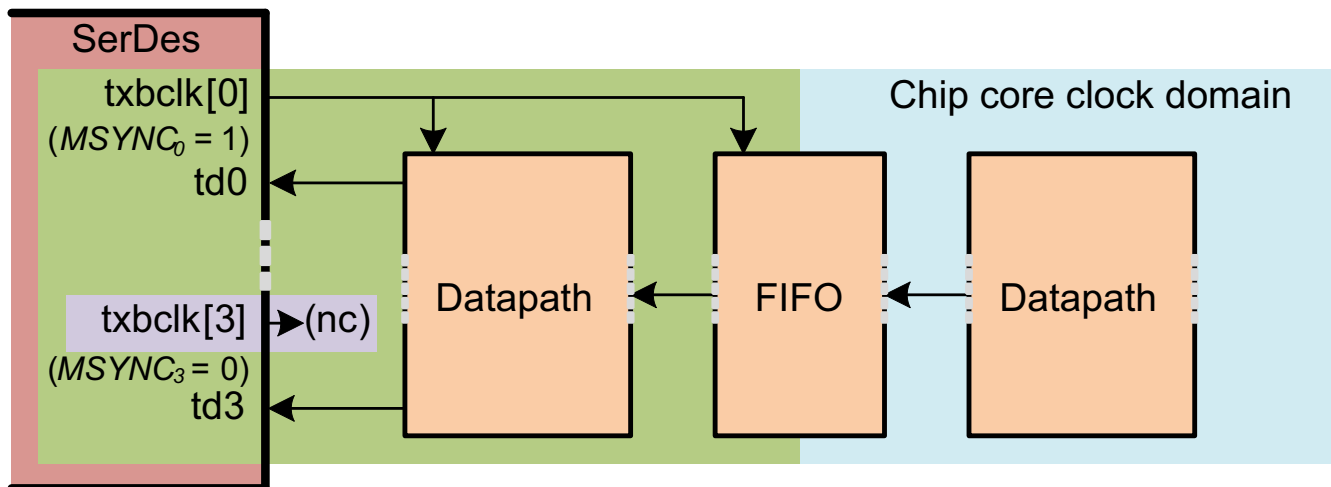 SerDes
txbclk[0]
(MSYNC₀ = 1)
td0
txbclk[3]
(nc)
(MSYNC₃ = 0)
td3
Datapath
FIFO
Chip core clock domain
Datapath